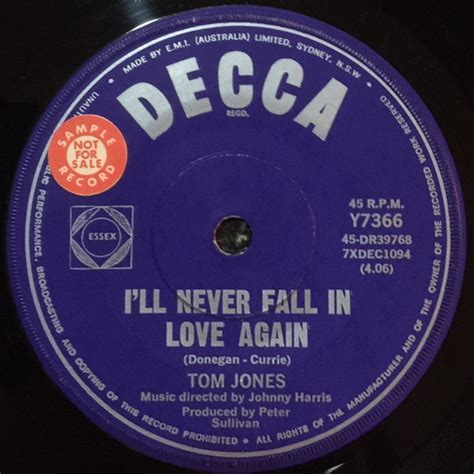 MADE BY E.M.I. (AUSTRALIA) LIMITED, SYDNEY, N.S.W.
DECCA
REGD.
SAMPLE
NOT
FOR
SALE
RECORD
ESSEX
45 R.P.M.
Y7366
45-DR39768
7XDEC1094
(4.06)
I'LL NEVER FALL IN
LOVE AGAIN
(Donegan - Currie)
TOM JONES
Music directed by Johnny Harris
Produced by Peter
Sullivan
PERFORMANCE, BROADCASTING AND COPYING OF THIS RECORD PROHIBITED • ALL RIGHTS OF THE MANUFACTURER AND OF THE OWNER OF THE RECORDED WORK RESERVED